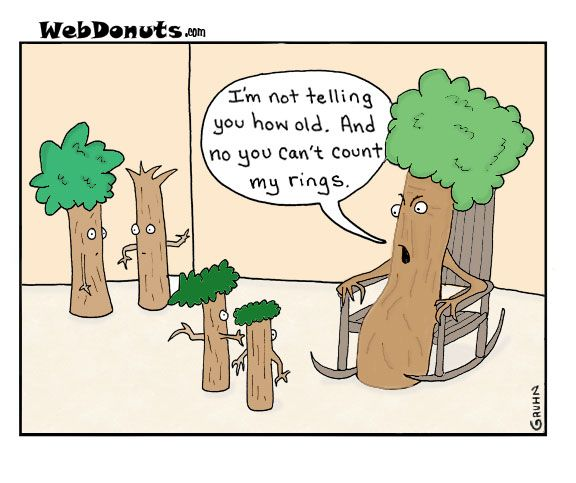 WebDonuts.com
I'm not telling
you how old. And
no you can't count
my rings.
GRUHN